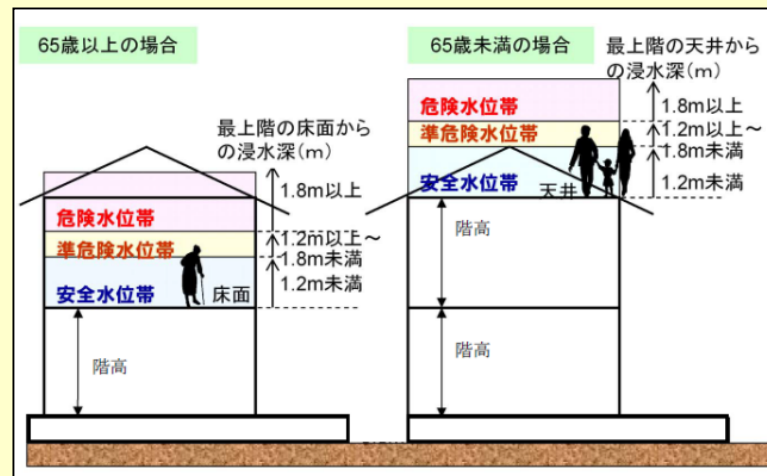 65歳以上の場合
最上階の床面から
の浸水深(m)
1.8m以上
危険水位帯
1.2m以上～
準危険水位帯
1.8m未満
1.2m未満
安全水位帯
床面
階高
65歳未満の場合
最上階の天井から
の浸水深(m)
危険水位帯
1.8m以上
準危険水位帯
1.2m以上～
1.8m未満
安全水位帯
1.2m未満
天井
階高
階高